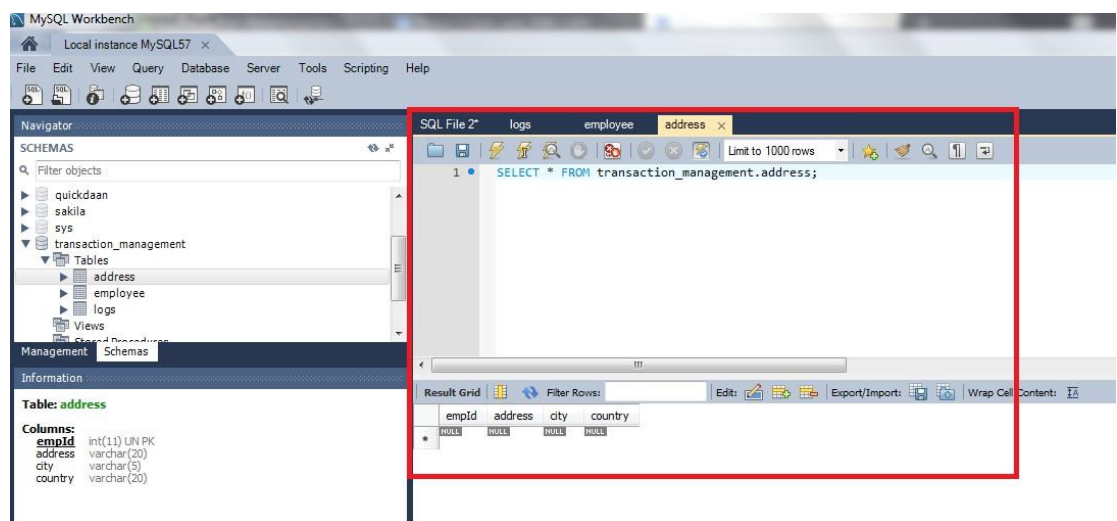 MySQL Workbench
Local instance MySQL57 ×
File Edit View Query Database Server Tools Scripting Help
Navigator
SCHEMAS
Filter objects
quickdaan
sakila
sys
transaction_management
Tables
address
employee
logs
Views
Stored Procedures
Management Schemas
Information
Table: address
Columns:
empId int(11) UN PK
address varchar(20)
city varchar(5)
country varchar(20)
SQL File 2* logs employee address ×
Limit to 1000 rows
1 SELECT * FROM transaction_management.address;
Result Grid Filter Rows: Edit: Export/Import: Wrap Cell Content:
empId address city country
* NULL NULL NULL NULL